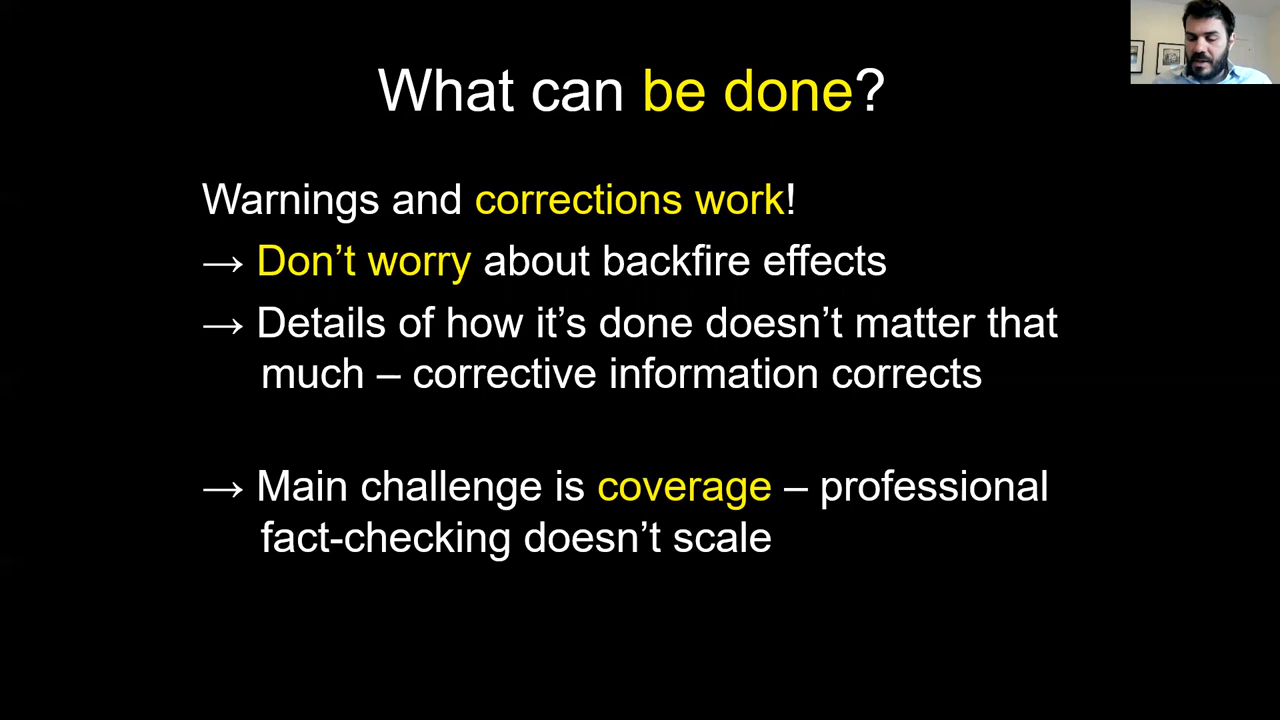 What can be done?
Warnings and corrections work!
→ Don’t worry about backfire effects
→ Details of how it’s done doesn’t matter that
much – corrective information corrects
→ Main challenge is coverage – professional
fact-checking doesn’t scale